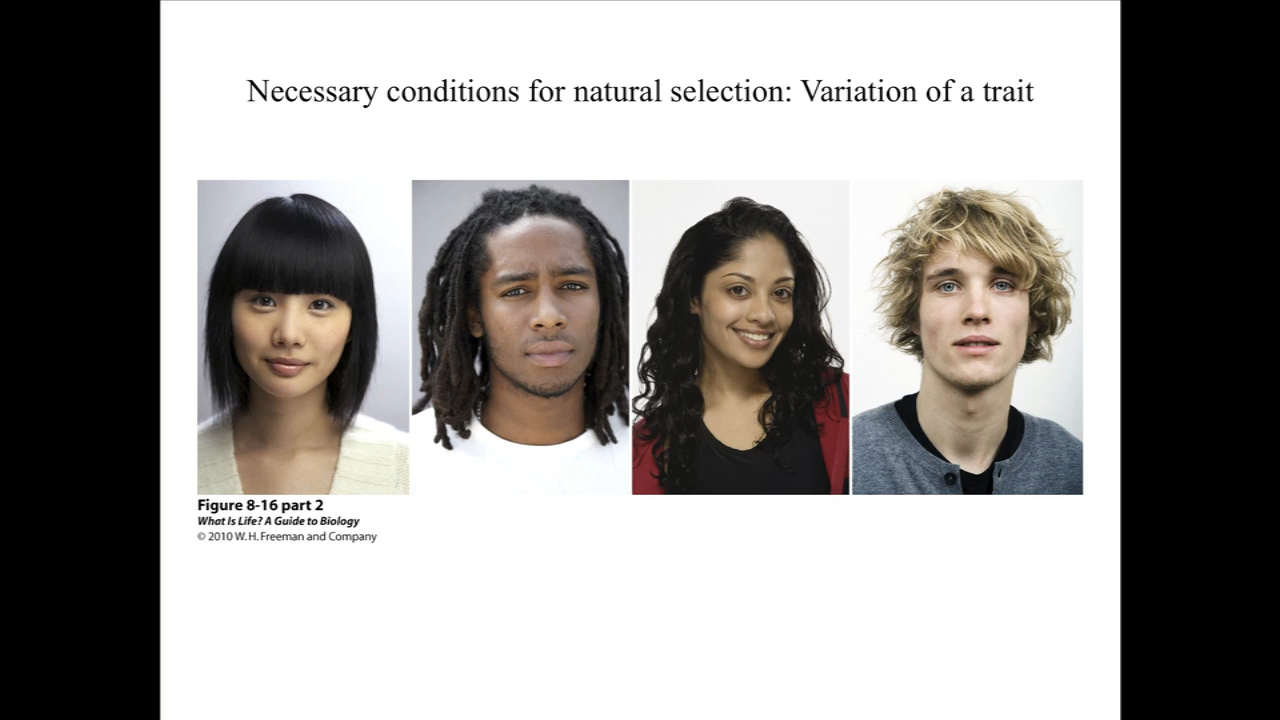 Necessary conditions for natural selection: Variation of a trait
Figure 8-16 part 2
What Is Life? A Guide to Biology
© 2010 W. H. Freeman and Company